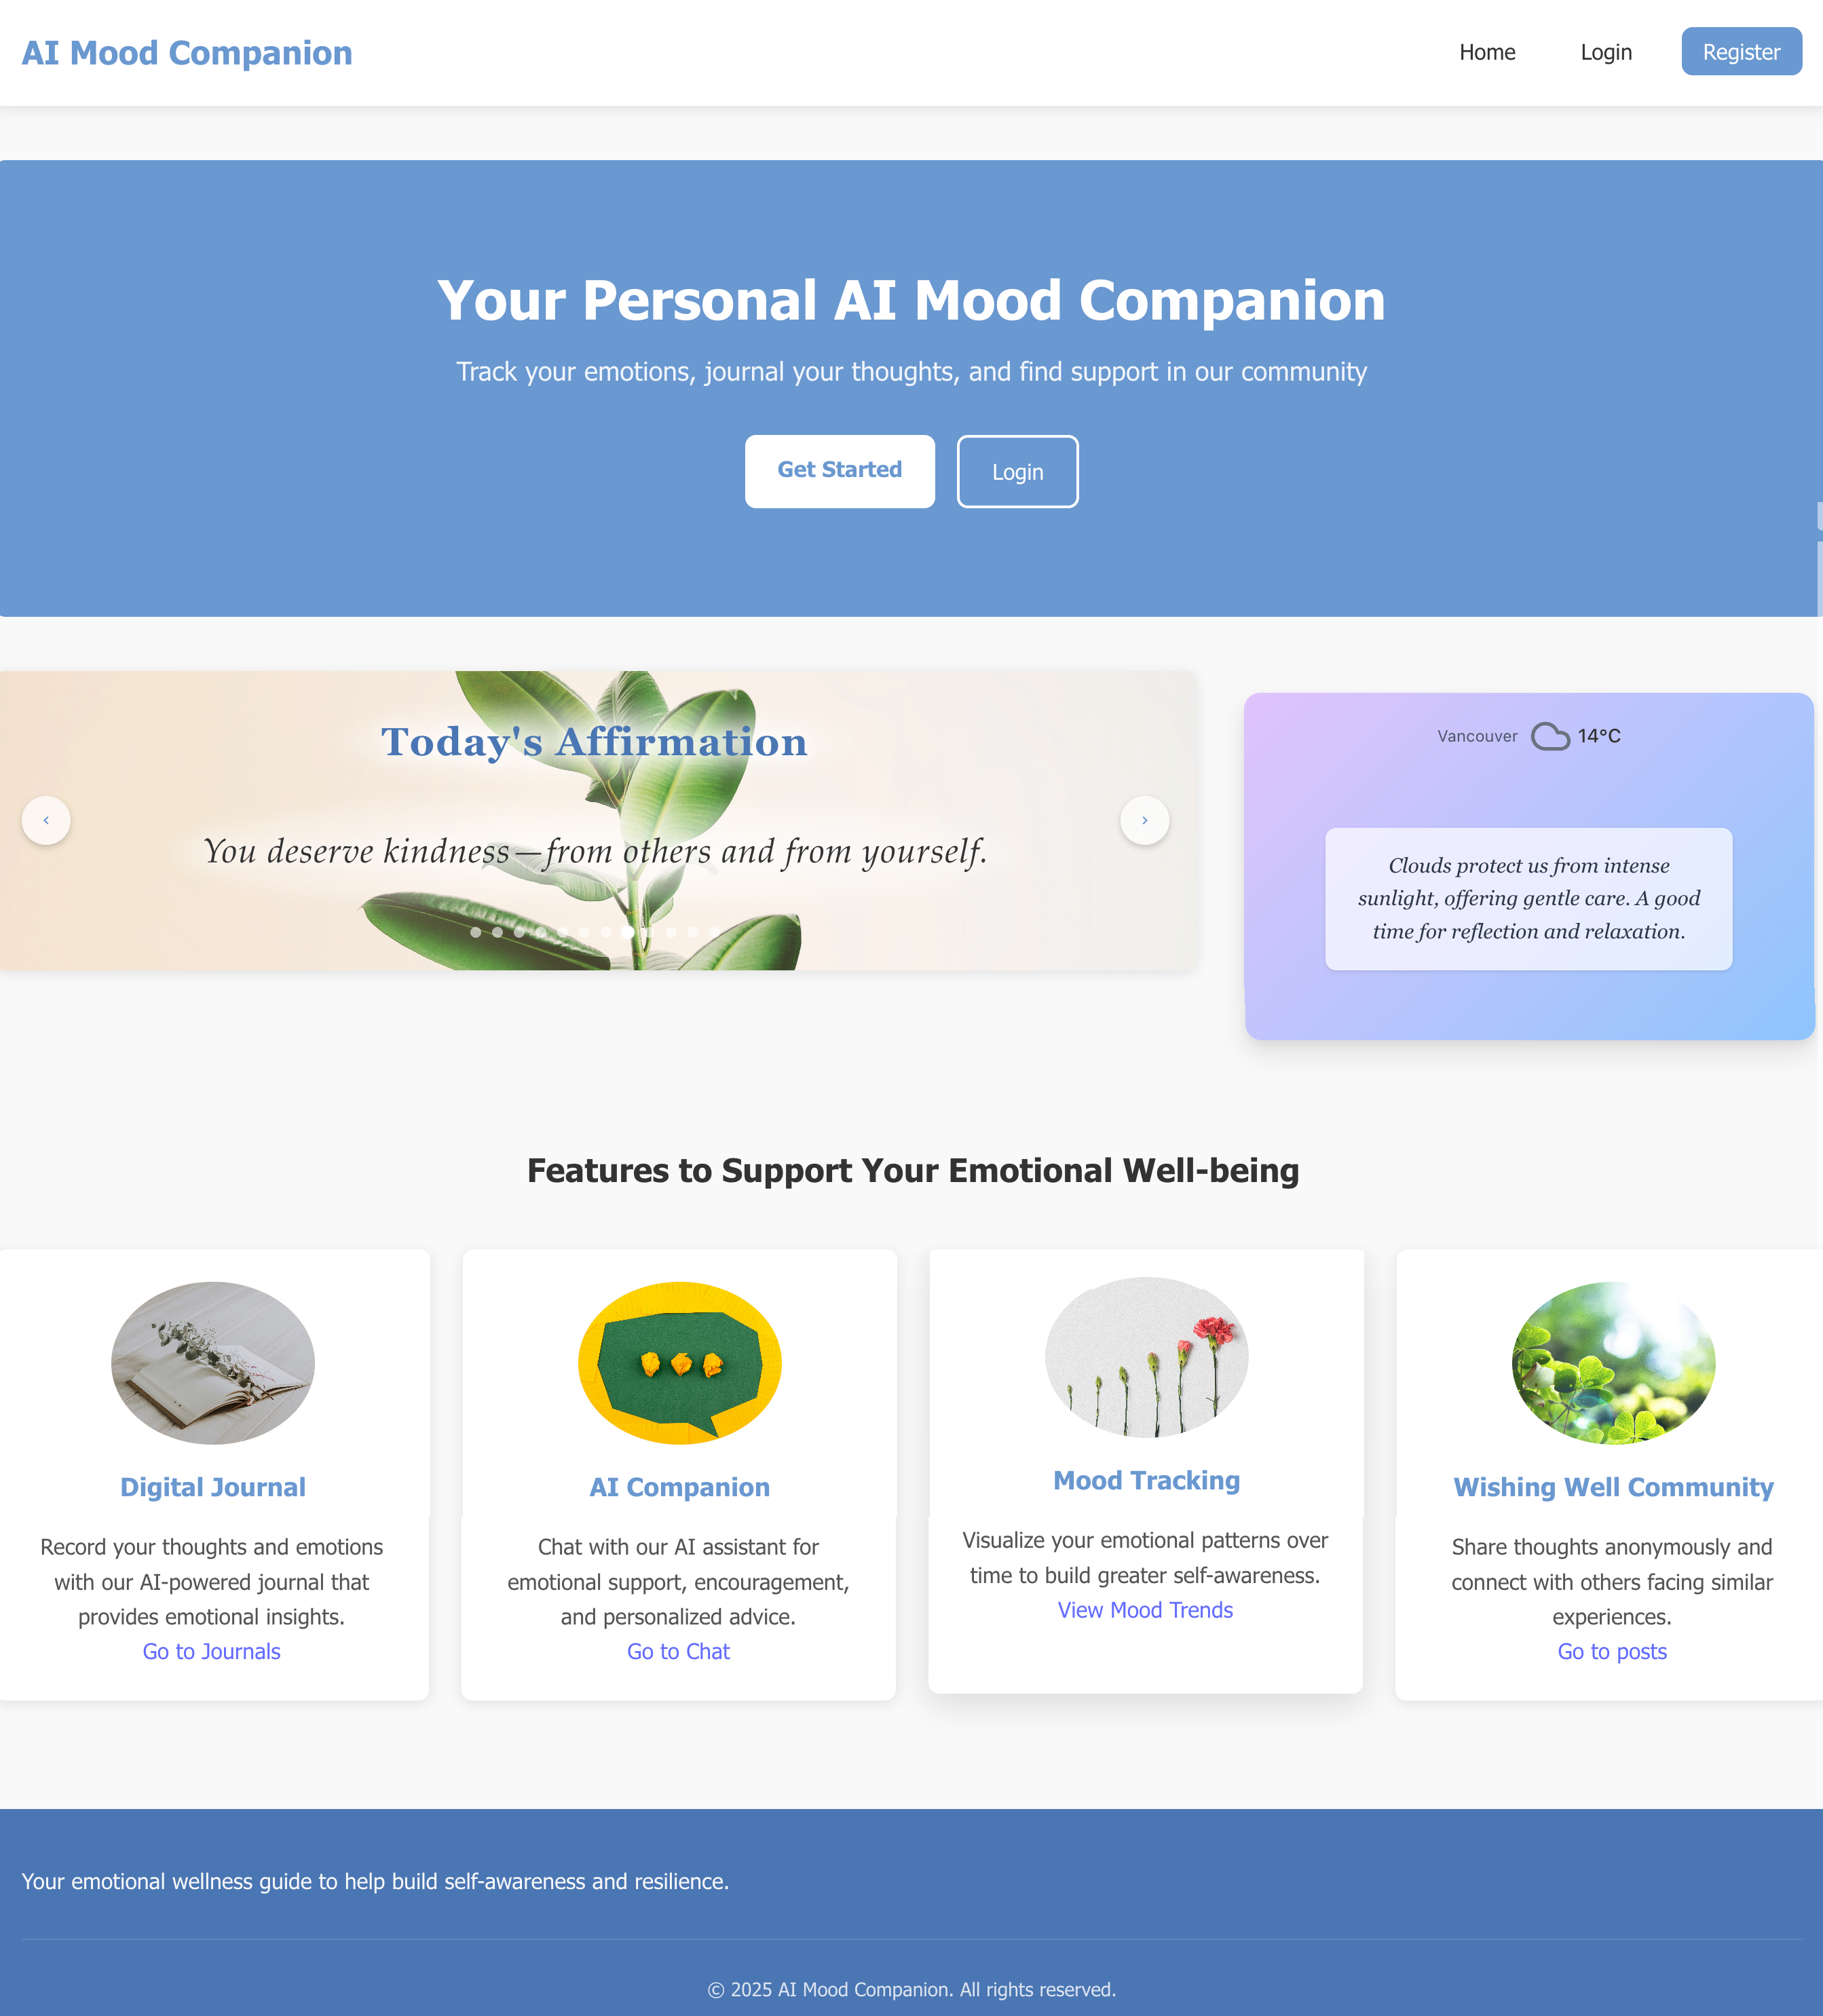 AI Mood Companion
Home
Login
Register
Your Personal AI Mood Companion
Track your emotions, journal your thoughts, and find support in our community
Get Started
Login
Today's Affirmation
You deserve kindness—from others and from yourself.
Vancouver
14°C
Clouds protect us from intense
sunlight, offering gentle care. A good
time for reflection and relaxation.
Features to Support Your Emotional Well-being
Digital Journal
Record your thoughts and emotions
with our AI-powered journal that
provides emotional insights.
Go to Journals
AI Companion
Chat with our AI assistant for
emotional support, encouragement,
and personalized advice.
Go to Chat
Mood Tracking
Visualize your emotional patterns over
time to build greater self-awareness.
View Mood Trends
Wishing Well Community
Share thoughts anonymously and
connect with others facing similar
experiences.
Go to posts
Your emotional wellness guide to help build self-awareness and resilience.
© 2025 AI Mood Companion. All rights reserved.